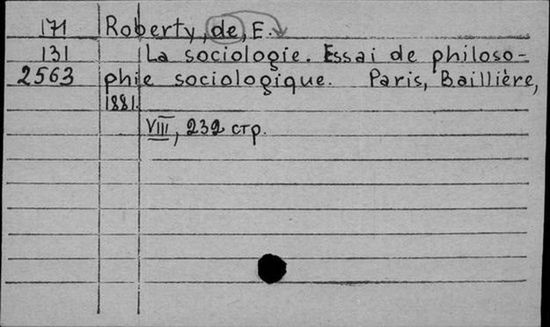 171 Roberty, de, E.
131 La sociologie. Essai de philoso-
2563 phie sociologique. Paris, Baillière,
1881.
VIII, 232 стр.